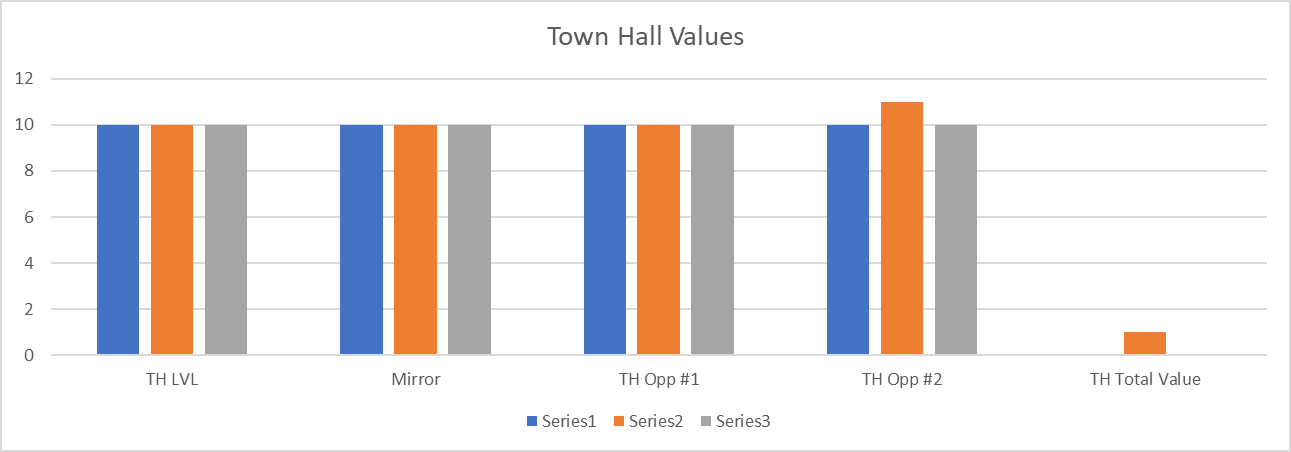 Town Hall Values
12
10
8
6
4
2
0
TH LVL Mirror TH Opp #1 TH Opp #2 TH Total Value
Series1 Series2 Series3